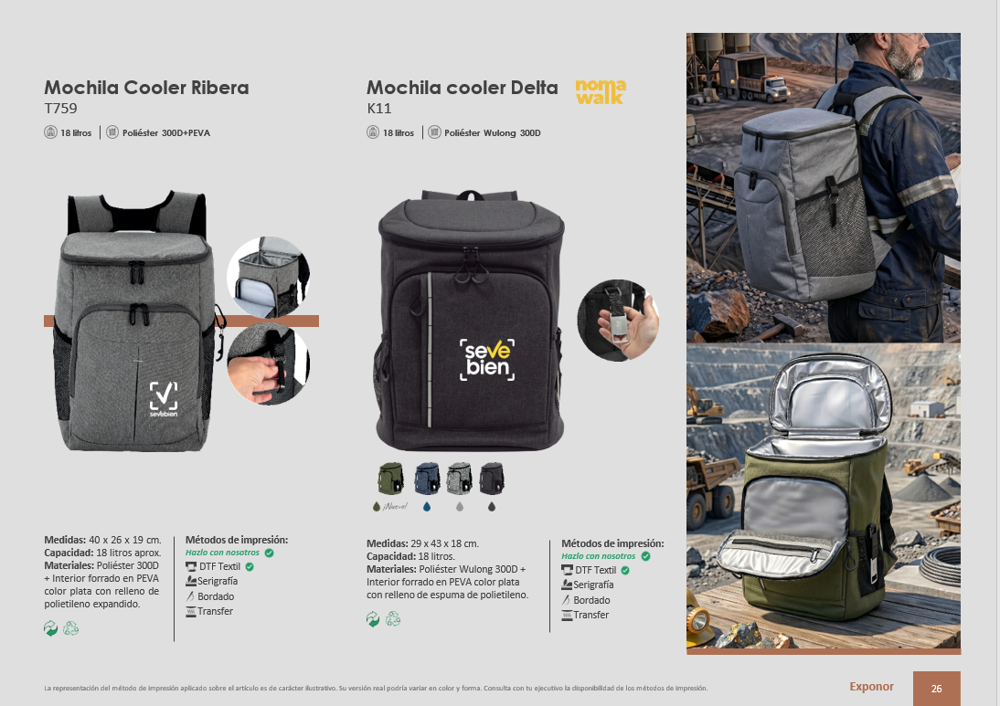 Mochila Cooler Ribera
T759
18 litros
Poliéster 300D+PEVA
sevebien
Medidas: 40 x 26 x 19 cm.
Capacidad: 18 litros aprox.
Materiales: Poliéster 300D
+ Interior forrado en PEVA
color plata con relleno de
polietileno expandido.
Métodos de impresión:
Hazlo con nosotros
DTF Textil
Serigrafía
Bordado
Transfer
Mochila cooler Delta
noma
walk
K11
18 litros
Poliéster Wulong 300D
seve
bien
¡Nuevo!
Medidas: 29 x 43 x 18 cm.
Capacidad: 18 litros.
Materiales: Poliéster Wulong 300D +
Interior forrado en PEVA color plata
con relleno de espuma de polietileno.
Métodos de impresión:
Hazlo con nosotros
DTF Textil
Serigrafía
Bordado
Transfer
La representación del método de impresión aplicado sobre el artículo es de carácter ilustrativo. Su versión real podría variar en color y forma. Consulta con tu ejecutivo la disponibilidad de los métodos de impresión.
Exponor
26